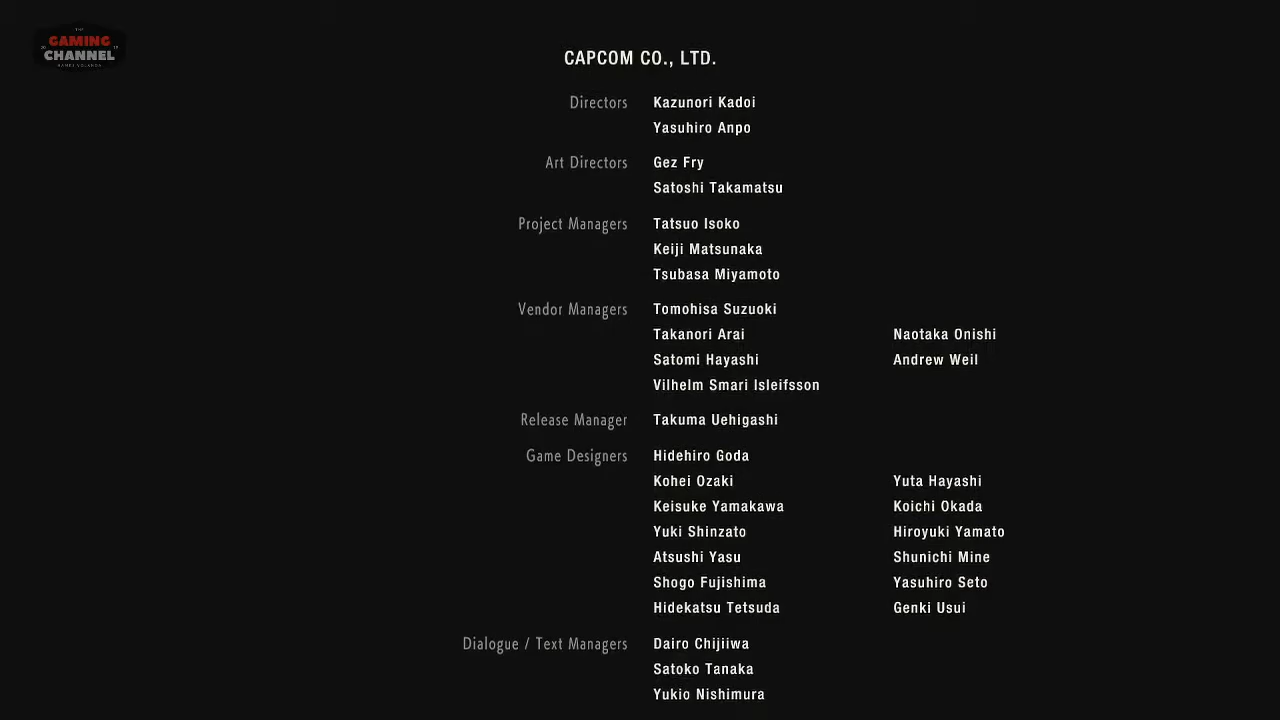 THE
GAMING
CHANNEL
CAPCOM CO., LTD.
Directors Kazunori Kadoi
Yasuhiro Anpo
Art Directors Gez Fry
Satoshi Takamatsu
Project Managers Tatsuo Isoko
Keiji Matsunaka
Tsubasa Miyamoto
Vendor Managers Tomohisa Suzuoki
Takanori Arai Naotaka Onishi
Satomi Hayashi Andrew Weil
Vilhelm Smari Isleifsson
Release Manager Takuma Uehigashi
Game Designers Hidehiro Goda
Kohei Ozaki Yuta Hayashi
Keisuke Yamakawa Koichi Okada
Yuki Shinzato Hiroyuki Yamato
Atsushi Yasu Shunichi Mine
Shogo Fujishima Yasuhiro Seto
Hidekatsu Tetsuda Genki Usui
Dialogue / Text Managers Dairo Chijiiwa
Satoko Tanaka
Yukio Nishimura